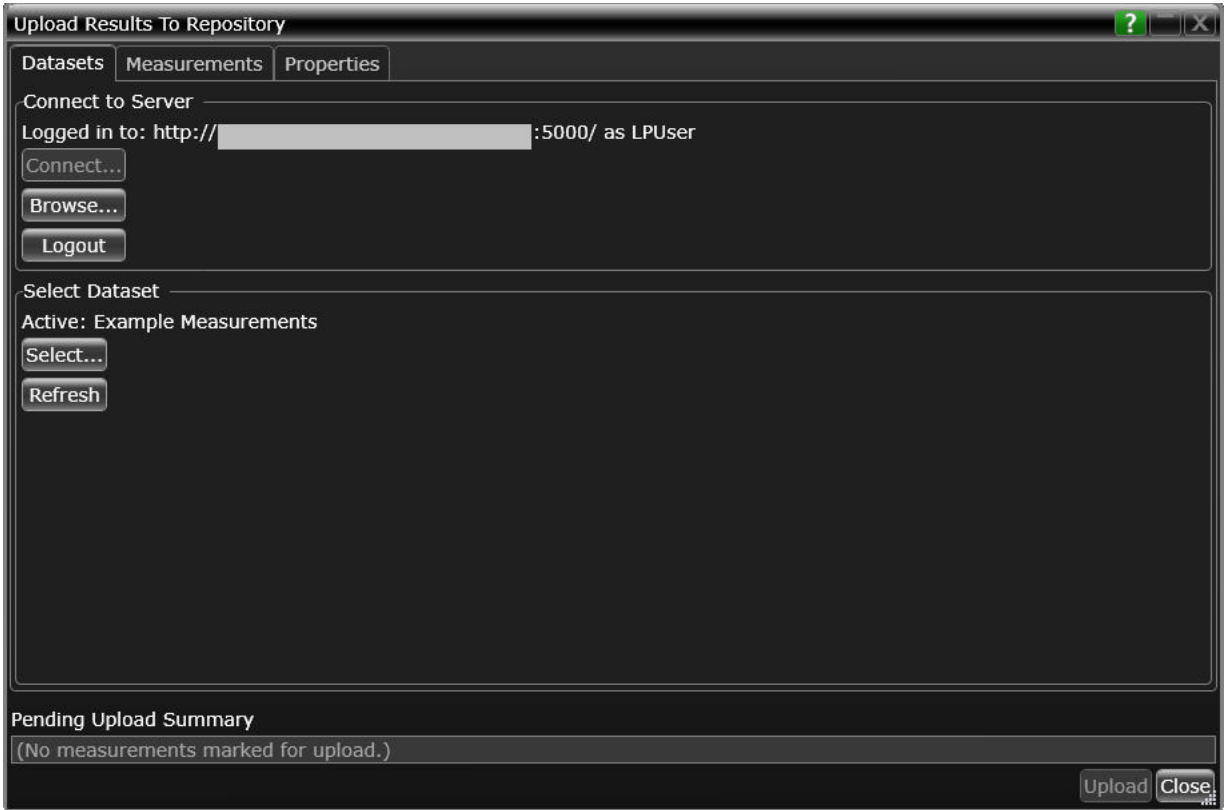 Upload Results To Repository
?
X
Datasets Measurements Properties
Connect to Server
Logged in to: http:// :5000/ as LPUser
Connect...
Browse...
Logout
Select Dataset
Active: Example Measurements
Select...
Refresh
Pending Upload Summary
(No measurements marked for upload.)
Upload Close